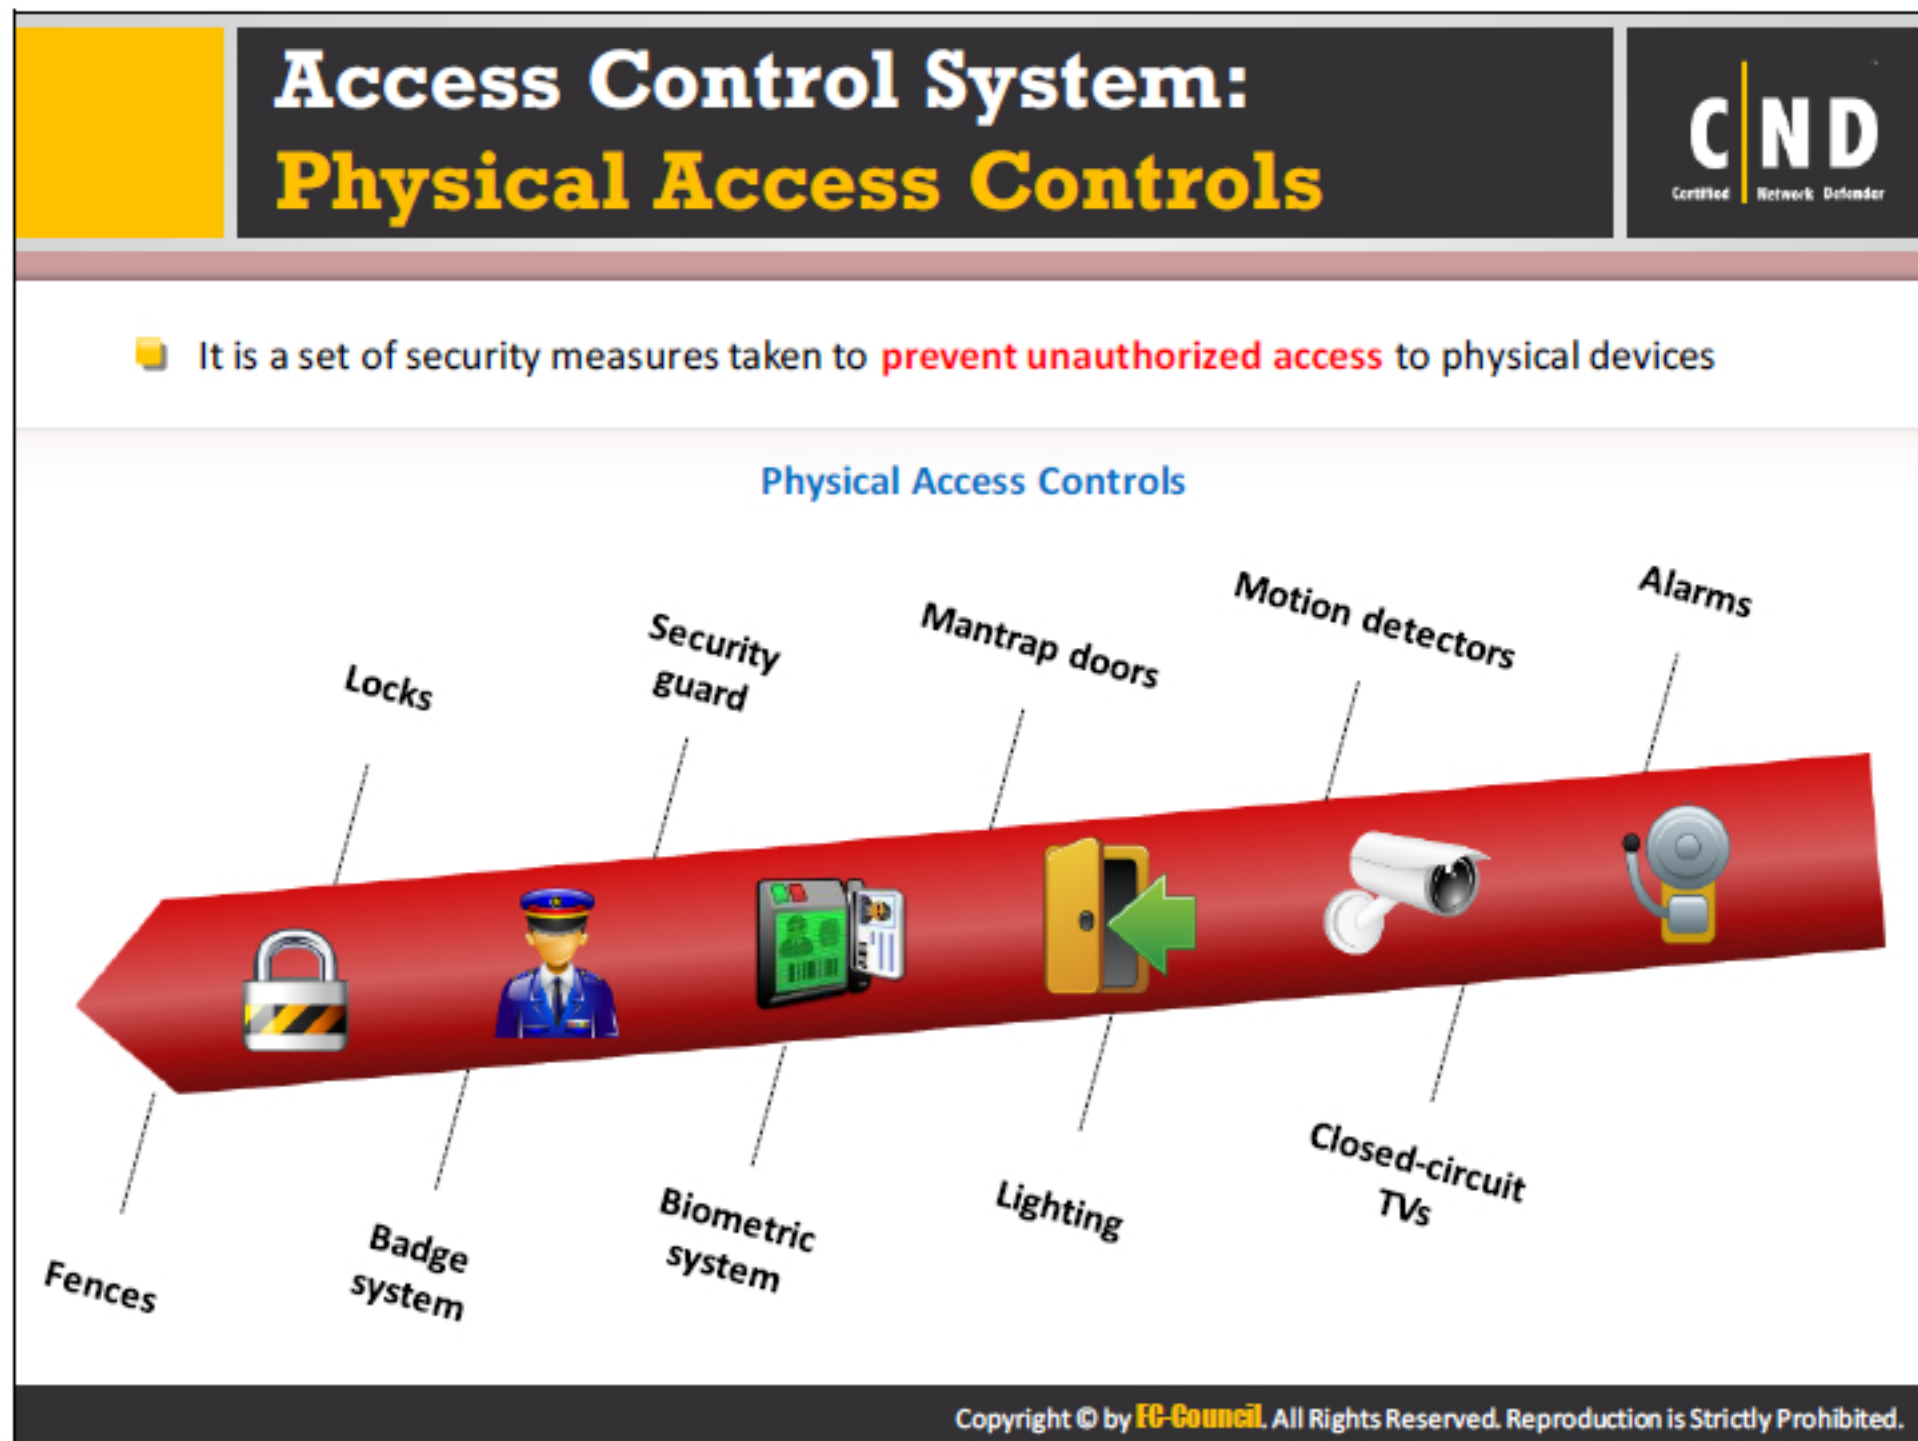 Access Control System:
Physical Access Controls
C|ND
Certified Network Defender
It is a set of security measures taken to prevent unauthorized access to physical devices
Physical Access Controls
Locks
Security
guard
Mantrap doors
Motion detectors
Alarms
Fences
Badge
system
Biometric
system
Lighting
Closed-circuit
TVs
Copyright © by EC-Council. All Rights Reserved. Reproduction is Strictly Prohibited.